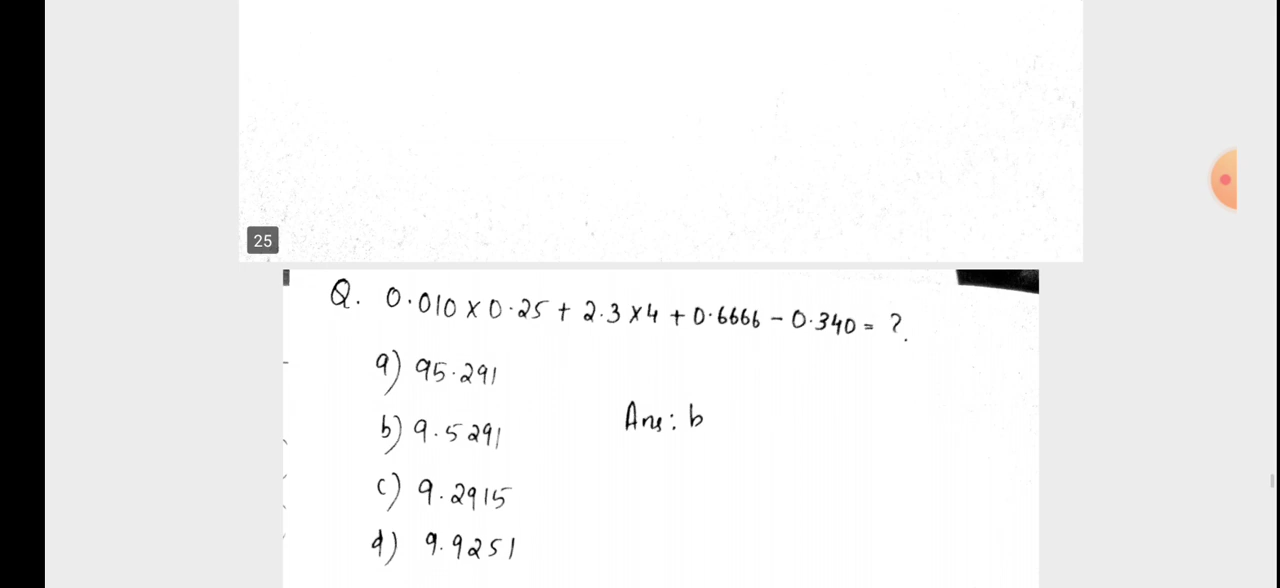 25
Q. 0.010 × 0.25 + 2.3 × 4 + 0.6666 - 0.340 = ?
a) 95.291
b) 9.5291
Ans: b
c) 9.2915
d) 9.9251